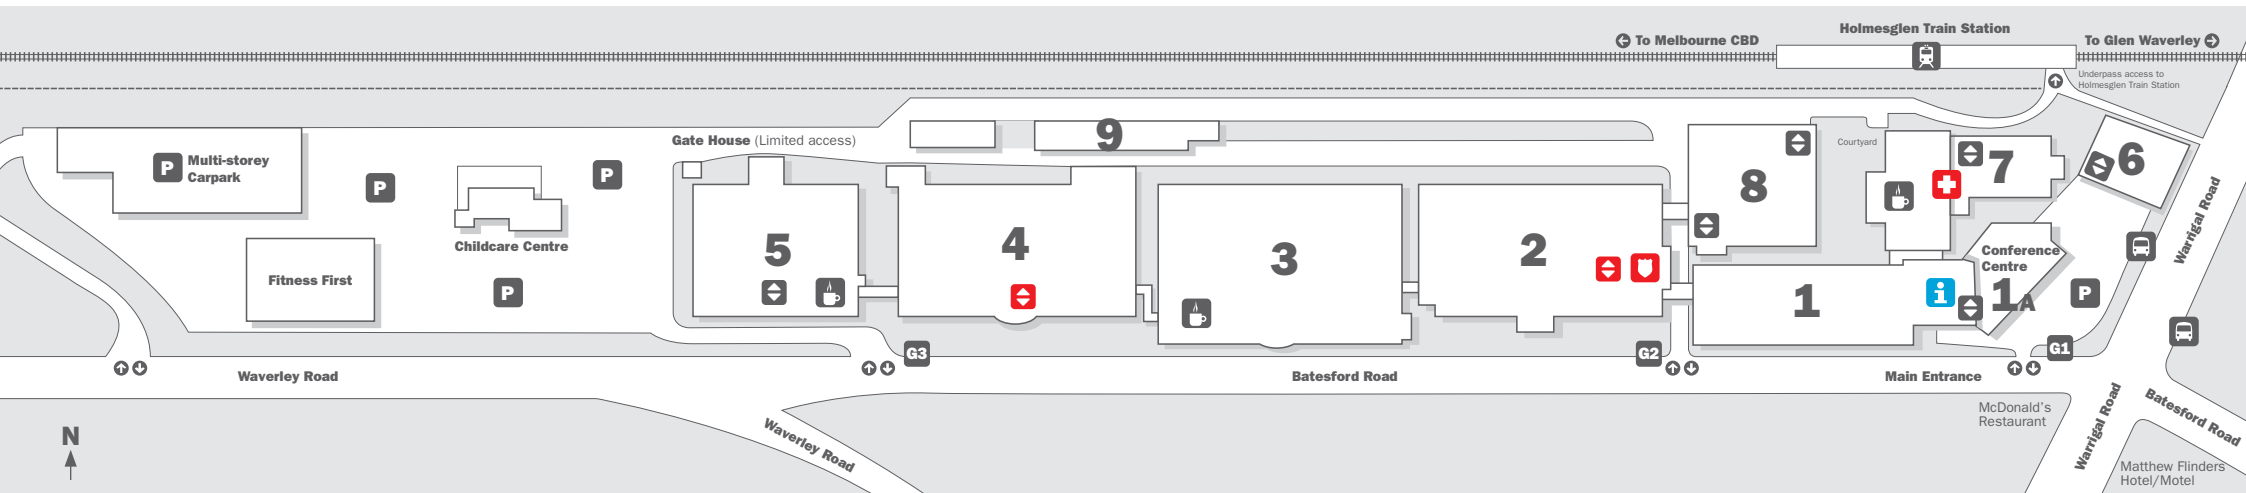 Holmesglen Train Station
To Melbourne CBD
To Glen Waverley
Underpass access to
Holmesglen Train Station
Gate House (Limited access)
9
Courtyard
P
Multi-storey
Carpark
P
P
Childcare Centre
Fitness First
P
5
4
3
2
8
7
6
1
i
Conference
Centre
1A
P
Warrigal Road
G3
G2
G1
Waverley Road
Batesford Road
Main Entrance
McDonald's
Restaurant
Waverley Road
Warrigal Road
Batesford Road
Matthew Flinders
Hotel/Motel
N